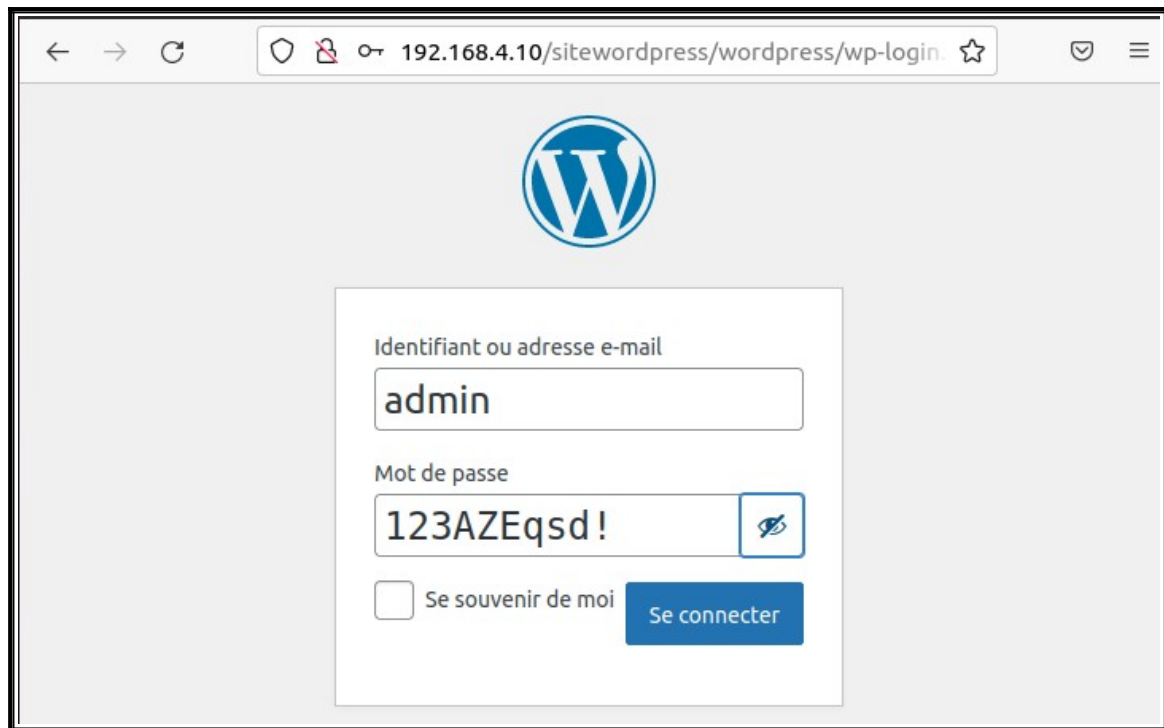 192.168.4.10/sitewordpress/wordpress/wp-login.
Identifiant ou adresse e-mail
admin
Mot de passe
123AZEqsd!
Se souvenir de moi
Se connecter